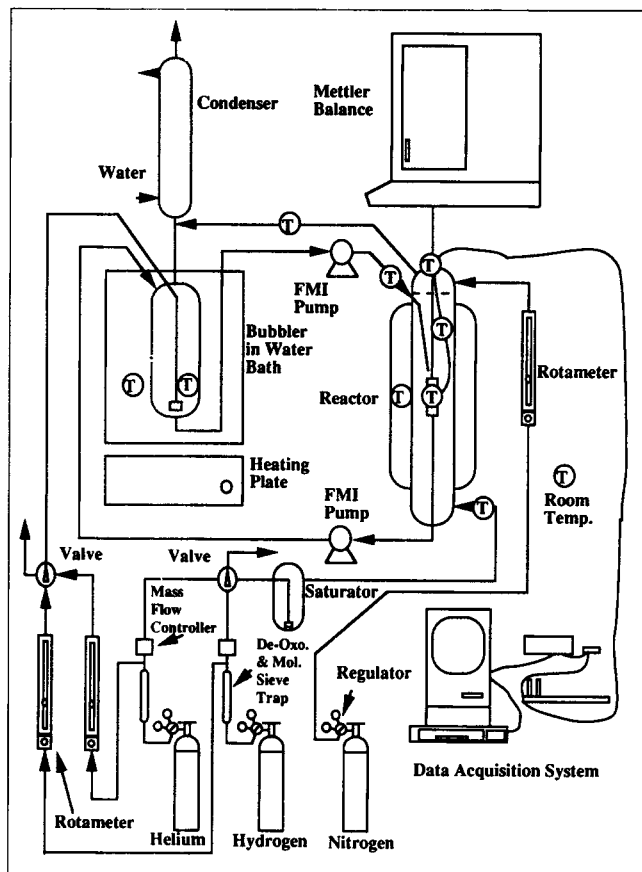 Condenser
Mettler
Balance
Water
T
T
T
FMI
Pump
T
Bubbler
in Water
Bath
T
T
Reactor
T
T
Rotameter
Heating
Plate
FMI
Pump
T
T
Room
Temp.
Valve
Valve
Saturator
Mass
Flow
Controller
De-Oxo.
& Mol.
Sieve
Trap
Regulator
Data Acquisition System
Rotameter
Helium
Hydrogen
Nitrogen